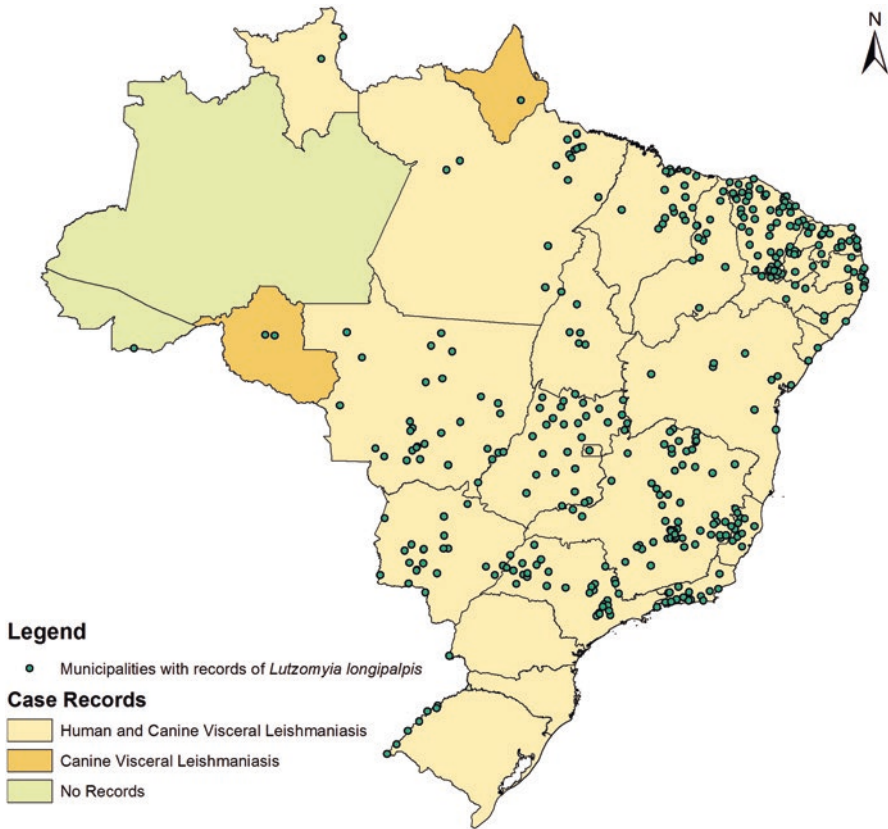 N
Legend
Municipalities with records of Lutzomyia longipalpis
Case Records
Human and Canine Visceral Leishmaniasis
Canine Visceral Leishmaniasis
No Records